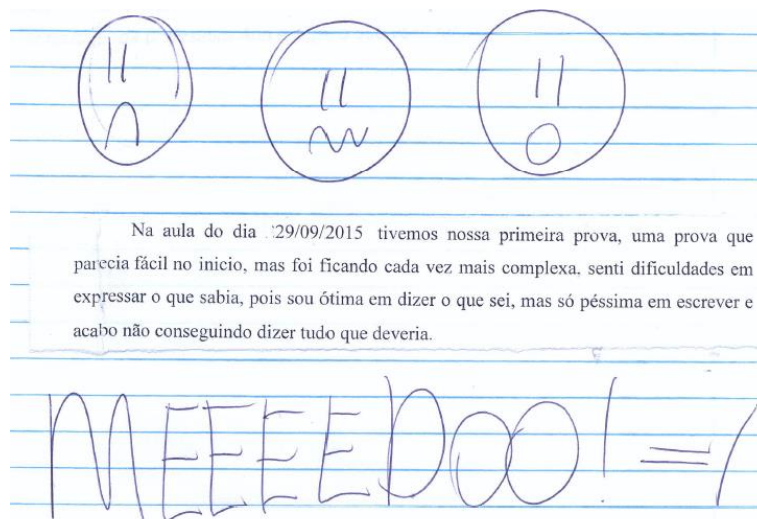 Na aula do dia 29/09/2015 tivemos nossa primeira prova, uma prova que
parecia fácil no inicio, mas foi ficando cada vez mais complexa, senti dificuldades em
expressar o que sabia, pois sou ótima em dizer o que sei, mas só péssima em escrever e
acabo não conseguindo dizer tudo que deveria.
MEEEEDOO! =/